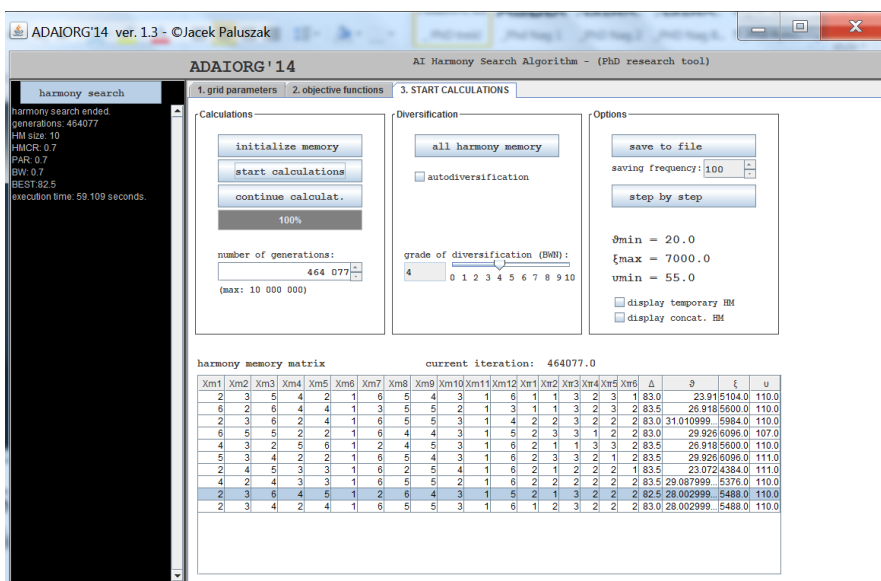 ADAIORG'14 ver. 1.3 - ©Jacek Paluszak
ADAIORG'14
AI Harmony Search Algorithm - (PhD research tool)
harmony search
harmony search ended.
generations: 464077
HM size: 10
HMCR: 0.7
PAR: 0.7
BW: 0.7
BEST:82.5
execution time: 59.109 seconds.
1. grid parameters 2. objective functions 3. START CALCULATIONS
Calculations
initialize memory
start calculations
continue calculat.
100%
number of generations:
464 077
(max: 10 000 000)
Diversification
all harmony memory
autodiversification
grade of diversification (BWN):
4
0 1 2 3 4 5 6 7 8 9 10
Options
save to file
saving frequency: 100
step by step
ϑmin = 20.0
ξmax = 7000.0
υmin = 55.0
display temporary HM
display concat. HM
harmony memory matrix current iteration: 464077.0
Xm1 Xm2 Xm3 Xm4 Xm5 Xm6 Xm7 Xm8 Xm9 Xm10 Xm11 Xm12 Xπ1 Xπ2 Xπ3 Xπ4 Xπ5 Xπ6 Δ ϑ ξ υ
2 3 5 4 2 1 6 5 4 3 1 6 1 1 3 2 3 1 83.0 23.91 5104.0 110.0
6 2 6 4 4 1 3 5 5 2 1 3 1 1 3 2 3 2 83.5 26.918 5600.0 110.0
2 3 6 2 4 1 6 5 5 3 1 4 2 2 3 2 2 2 83.0 31.010999... 5984.0 110.0
2 3 5 2 2 1 6 4 4 3 1 5 2 3 3 1 2 2 83.0 29.926 6096.0 107.0
4 3 2 5 6 1 2 4 5 3 1 6 2 1 1 3 3 2 83.5 26.918 5600.0 110.0
5 3 4 2 2 1 6 5 4 3 1 6 2 3 3 2 1 2 83.5 29.926 6096.0 111.0
2 4 5 3 3 1 6 2 5 4 1 6 2 1 2 2 2 1 83.5 23.072 4384.0 111.0
4 2 4 3 3 1 6 5 5 2 1 6 2 2 2 2 2 2 83.5 29.087999... 5376.0 110.0
2 3 6 4 5 1 2 6 4 3 1 5 2 1 3 2 2 2 82.5 28.002999... 5488.0 110.0
2 3 4 2 4 1 6 5 5 3 1 6 1 2 3 2 2 2 83.0 28.002999... 5488.0 110.0